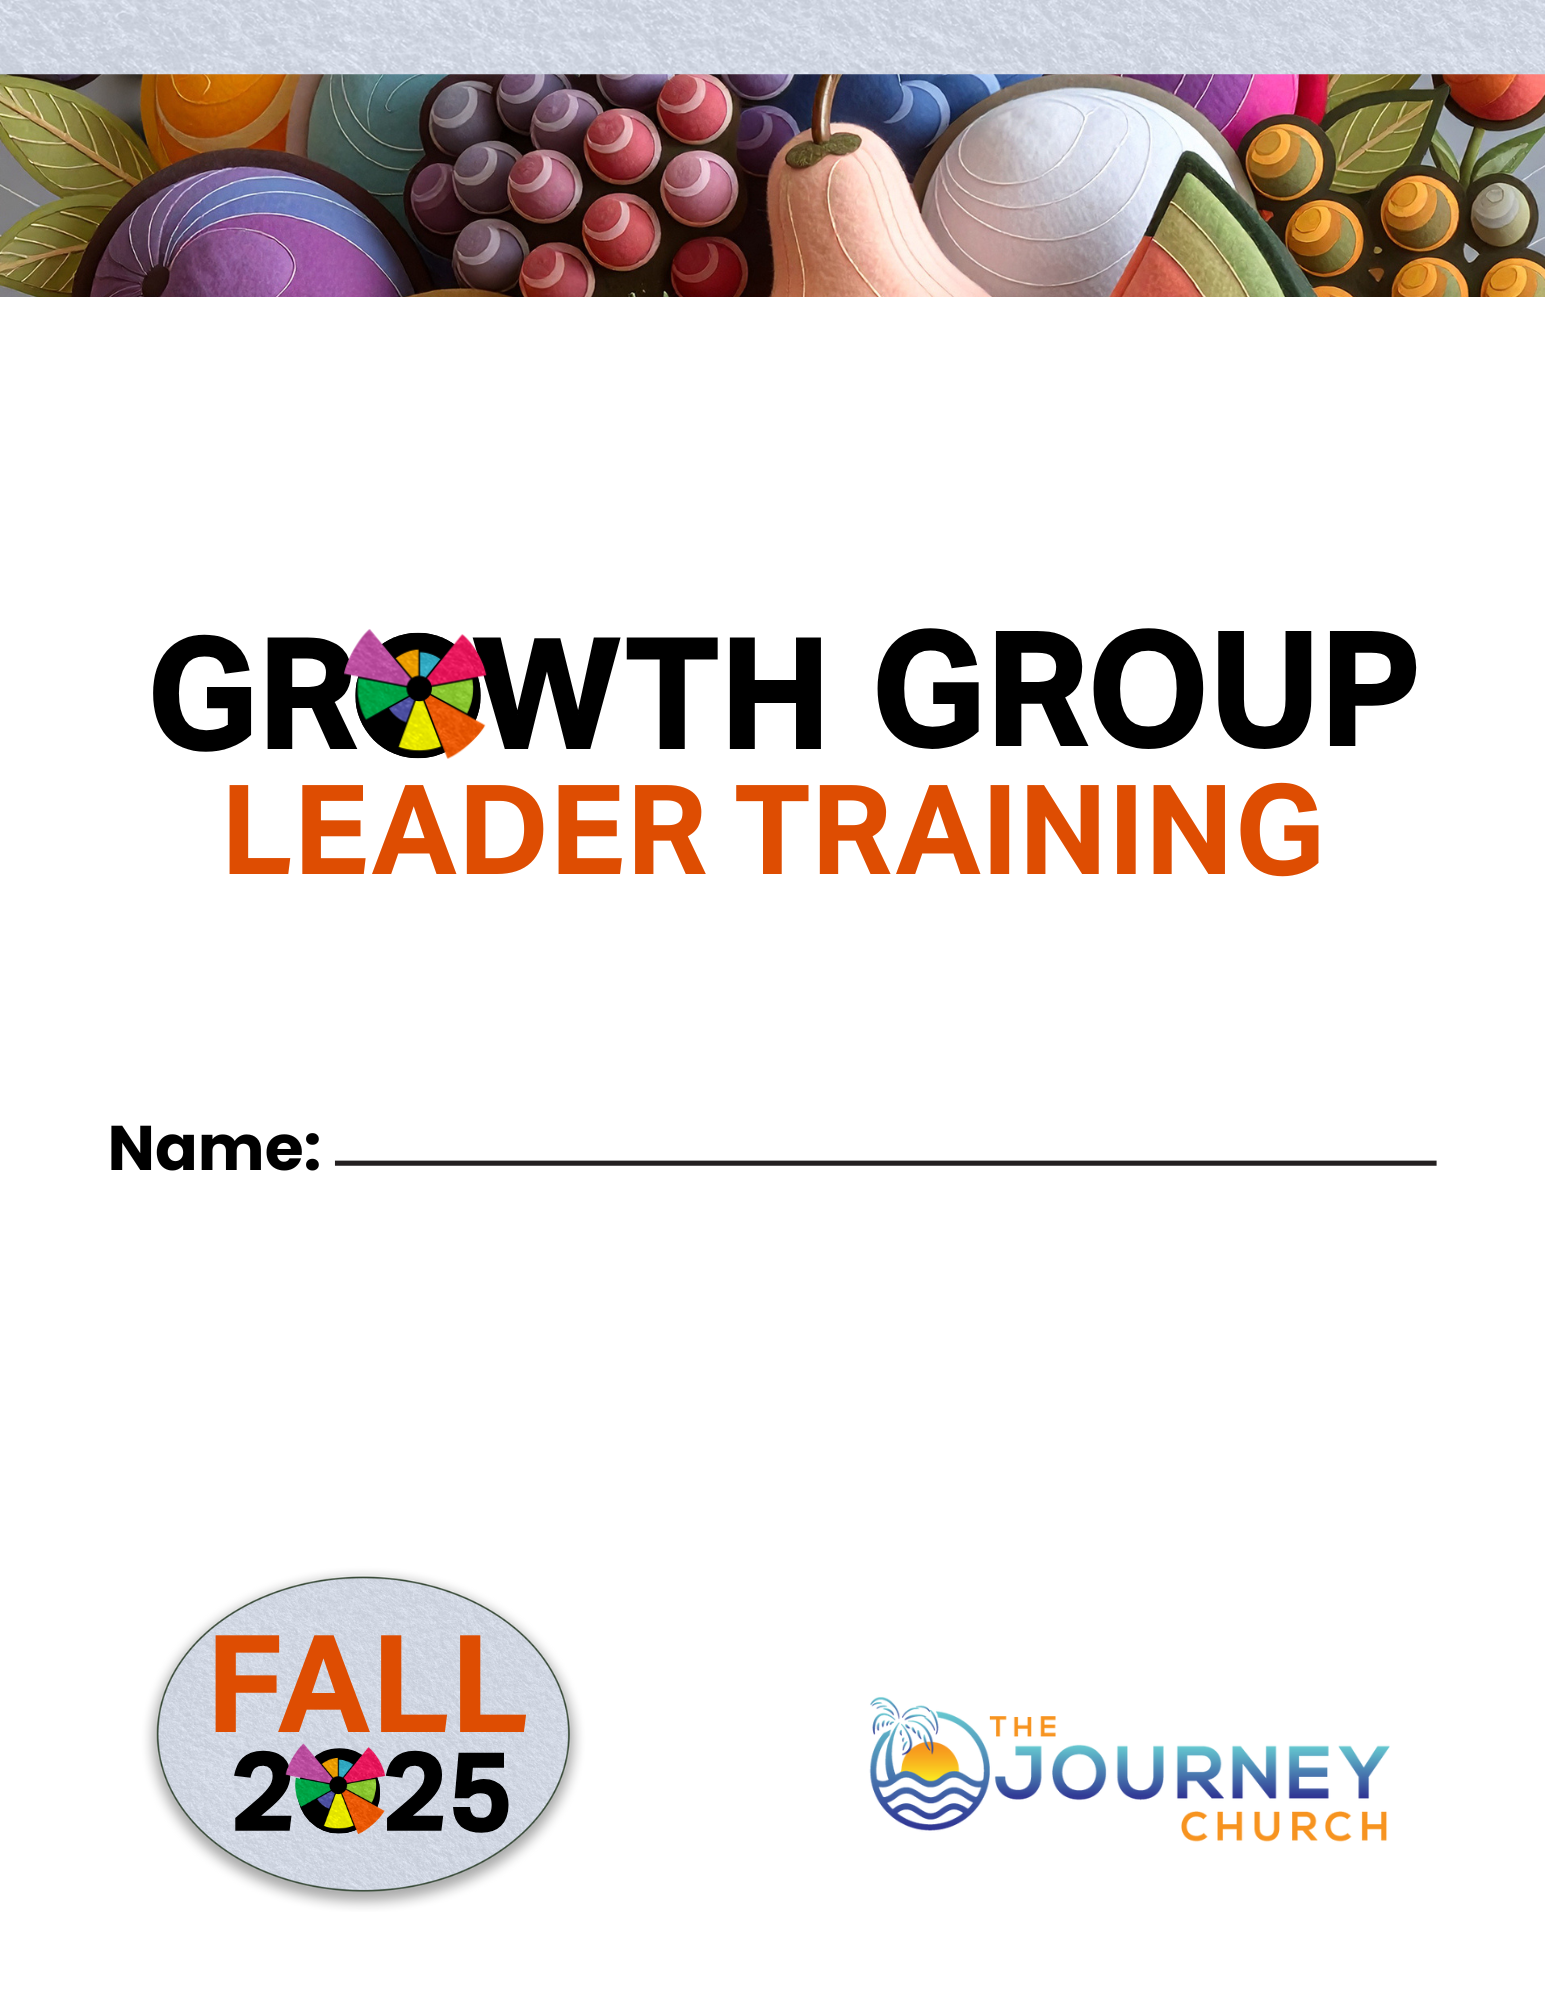 GROWTH GROUP
LEADER TRAINING
Name:
FALL
2025
THE
JOURNEY
CHURCH